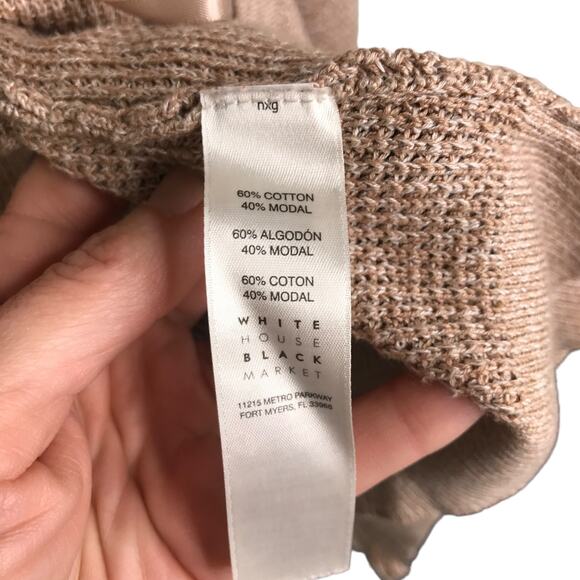 nxg
60% COTTON
40% MODAL
60% ALGODÓN
40% MODAL
60% COTON
40% MODAL
WHITE
HOUSE
BLACK
MARKET
11215 METRO PARKWAY
FORT MYERS, FL 33966